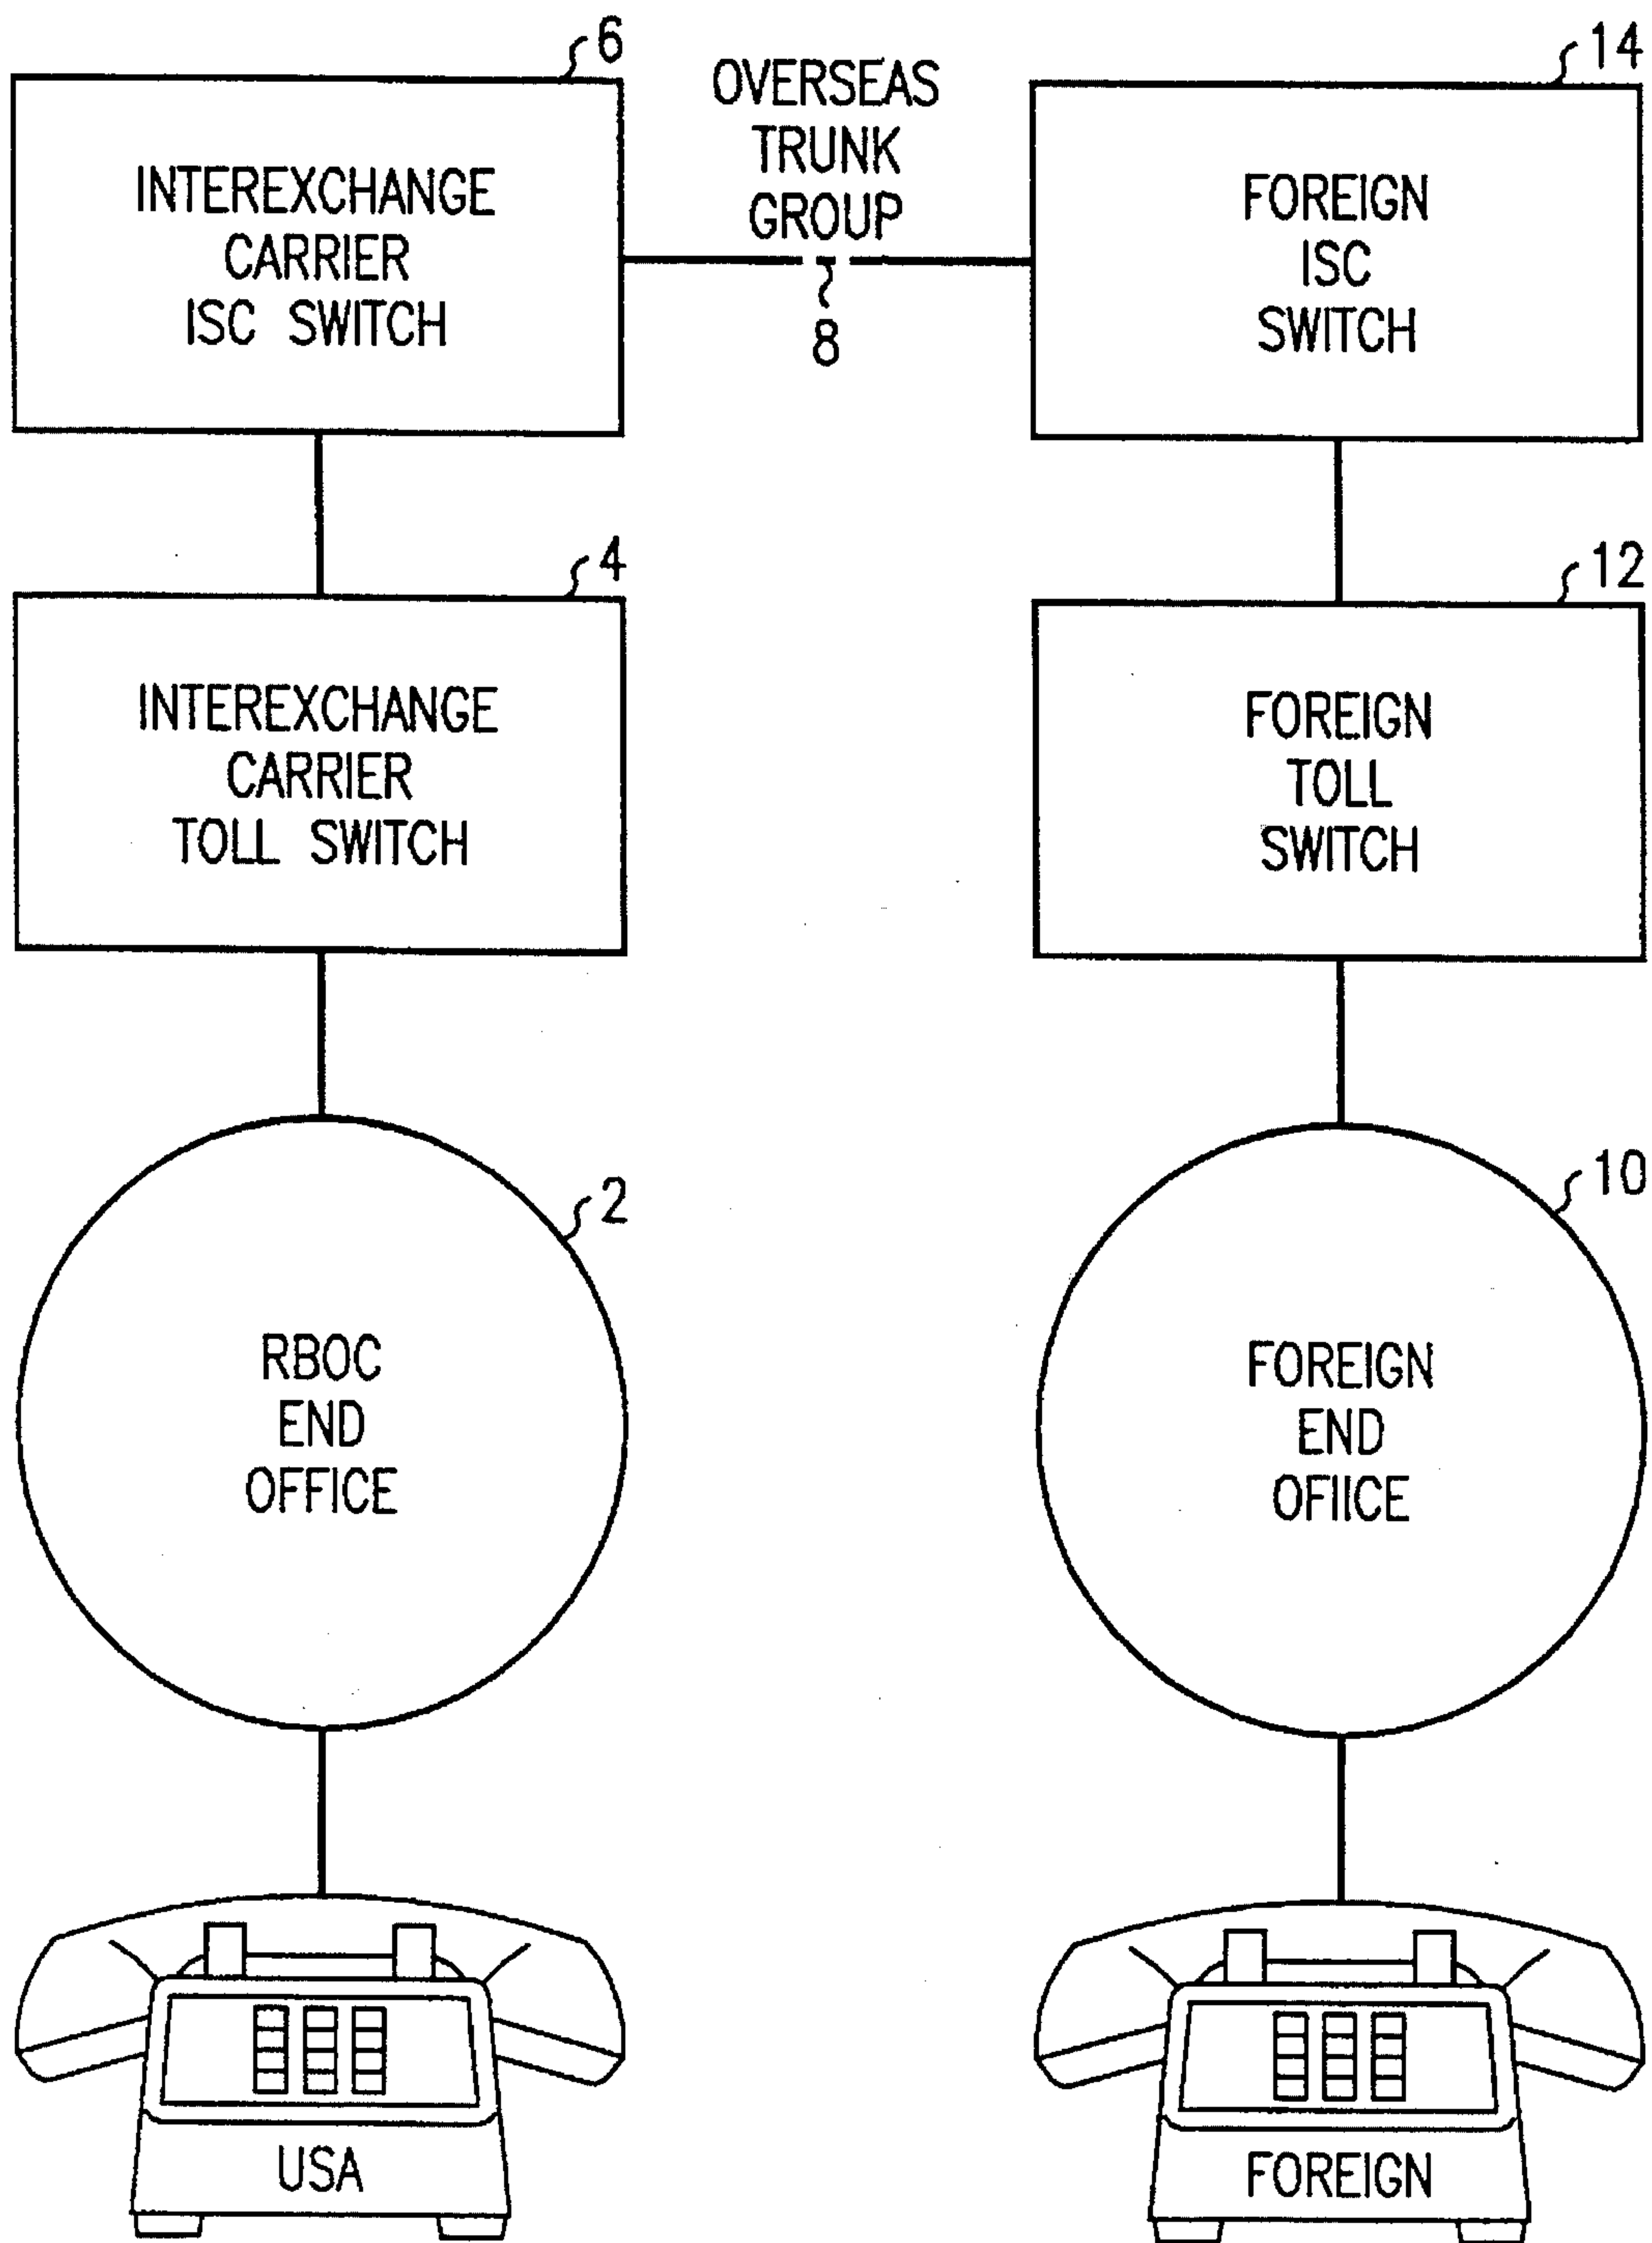 6
INTEREXCHANGE
CARRIER
ISC SWITCH
OVERSEAS
TRUNK
GROUP
8
14
FOREIGN
ISC
SWITCH
4
INTEREXCHANGE
CARRIER
TOLL SWITCH
12
FOREIGN
TOLL
SWITCH
2
RBOC
END
OFFICE
10
FOREIGN
END
OFIICE
USA
FOREIGN